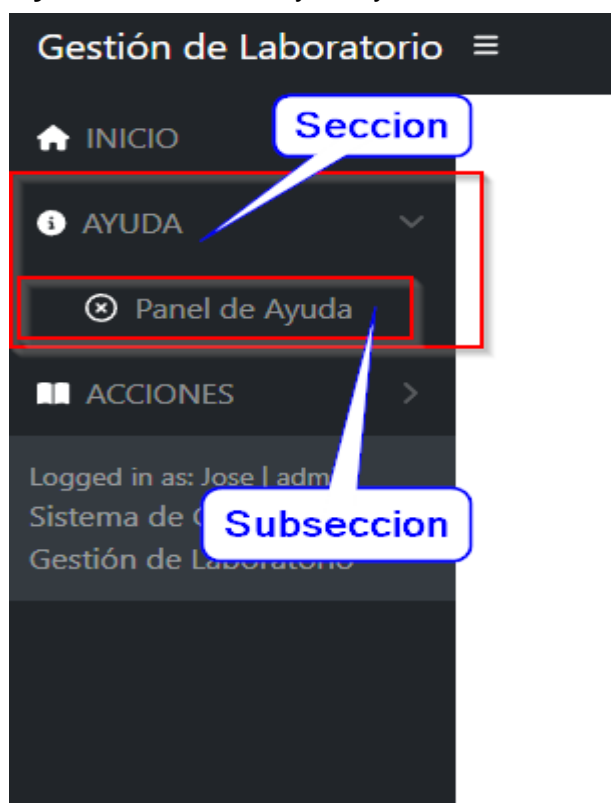 Gestión de Laboratorio
Seccion
INICIO
AYUDA
Panel de Ayuda
ACCIONES
Logged in as: Jose |
Sistema de
Subseccion
Gestión de Laboratorio